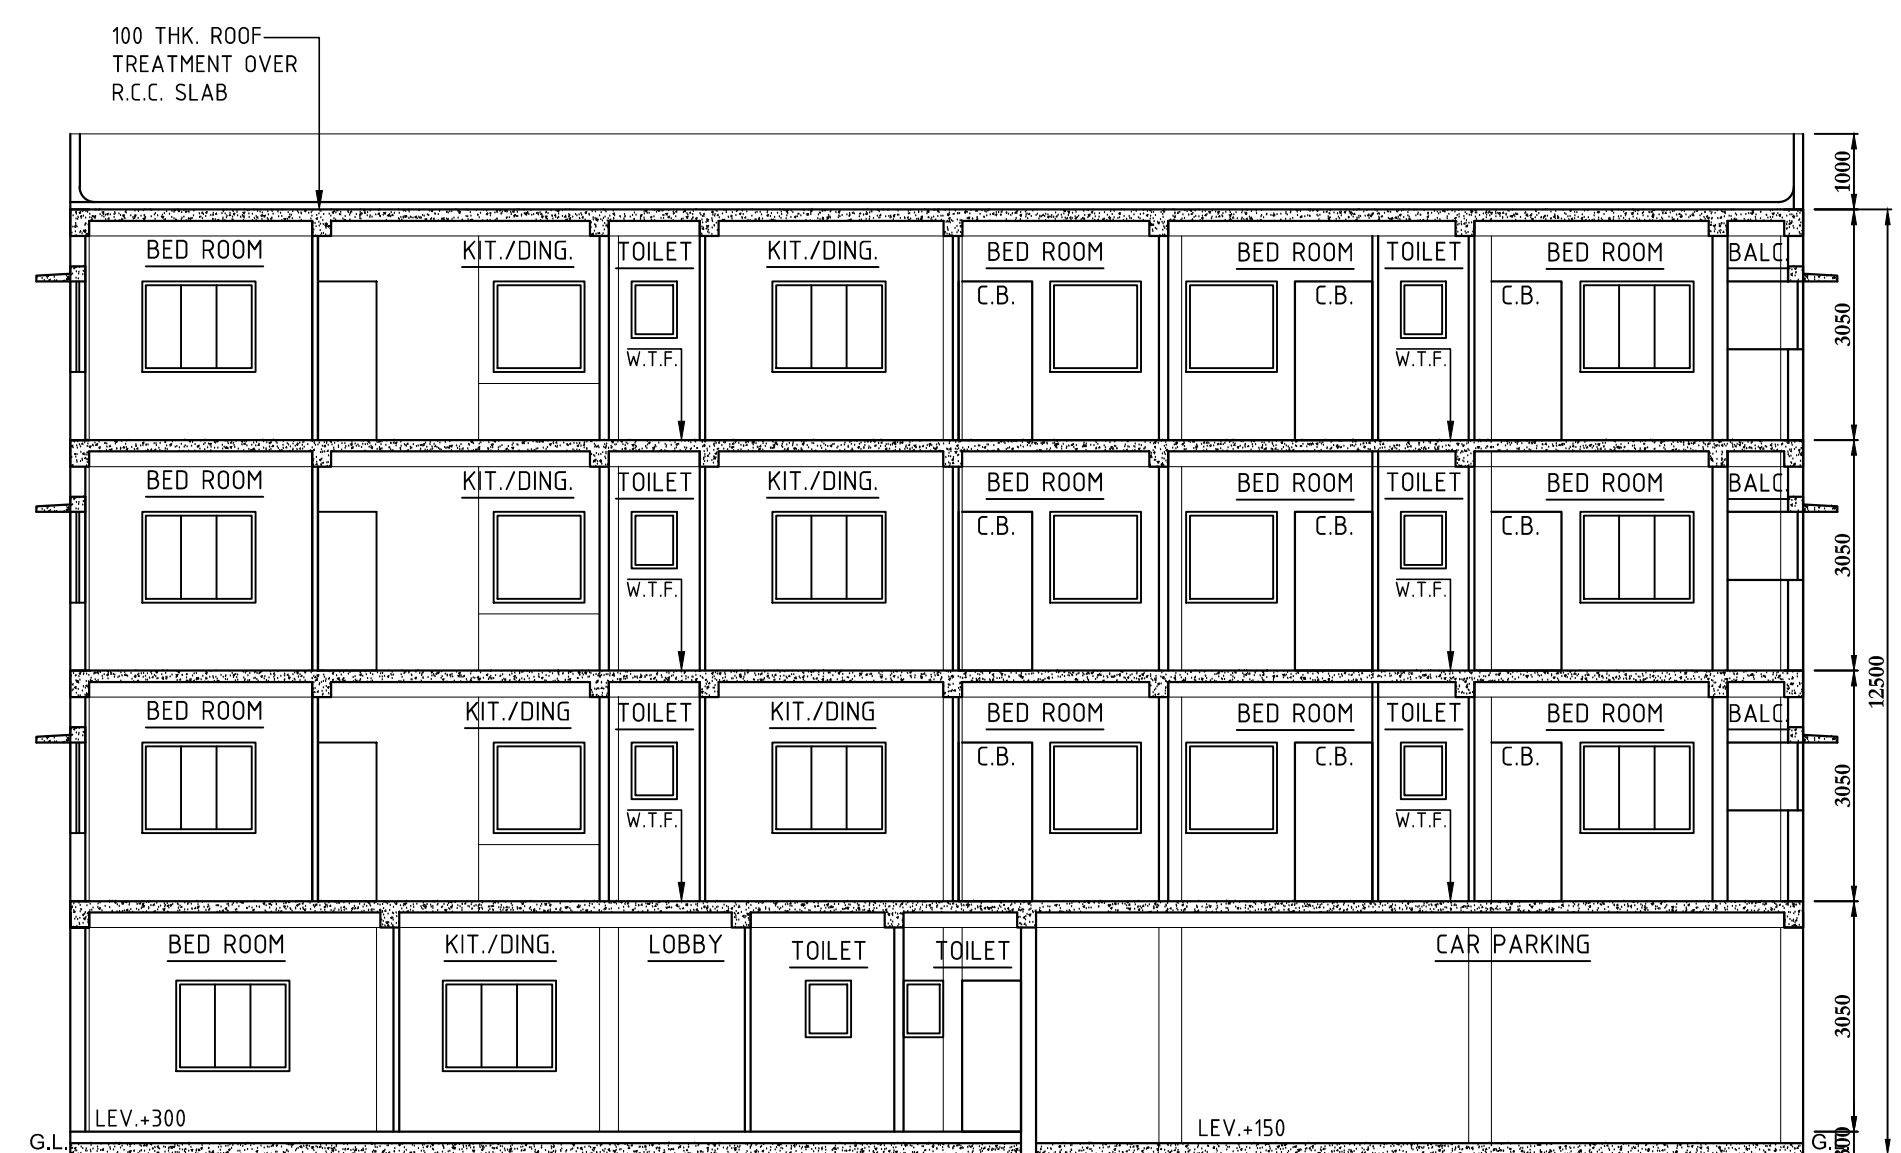 100 THK. ROOF
TREATMENT OVER
R.C.C. SLAB
1000
BED ROOM KIT./DING. TOILET KIT./DING. BED ROOM BED ROOM TOILET BED ROOM BALC.
C.B. C.B. C.B.
3050
W.T.F. W.T.F.
BED ROOM KIT./DING. TOILET KIT./DING. BED ROOM BED ROOM TOILET BED ROOM BALC.
C.B. C.B. C.B.
3050
W.T.F. W.T.F.
12500
BED ROOM KIT./DING TOILET KIT./DING BED ROOM BED ROOM TOILET BED ROOM BALC.
C.B. C.B. C.B.
3050
W.T.F. W.T.F.
BED ROOM KIT./DING. LOBBY TOILET TOILET CAR PARKING
3050
LEV.+300
LEV.+150
G.L.